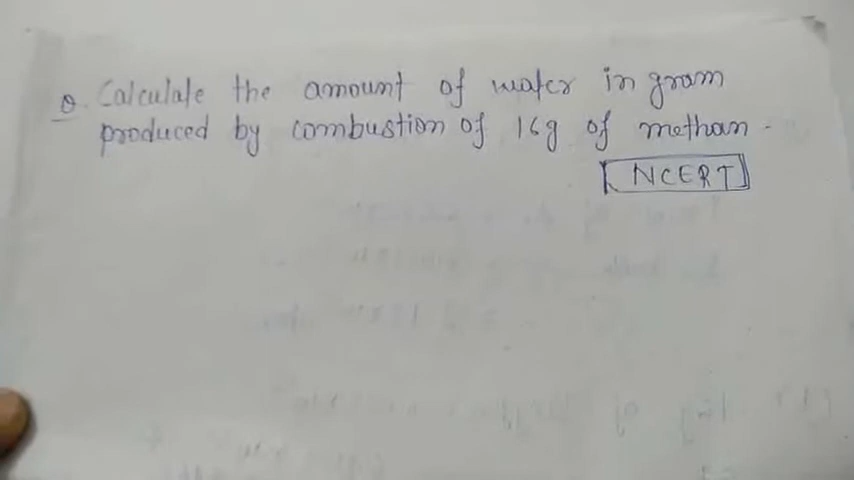 Q. Calculate the amount of water in gram
produced by combustion of 16g of methan.
[NCERT]